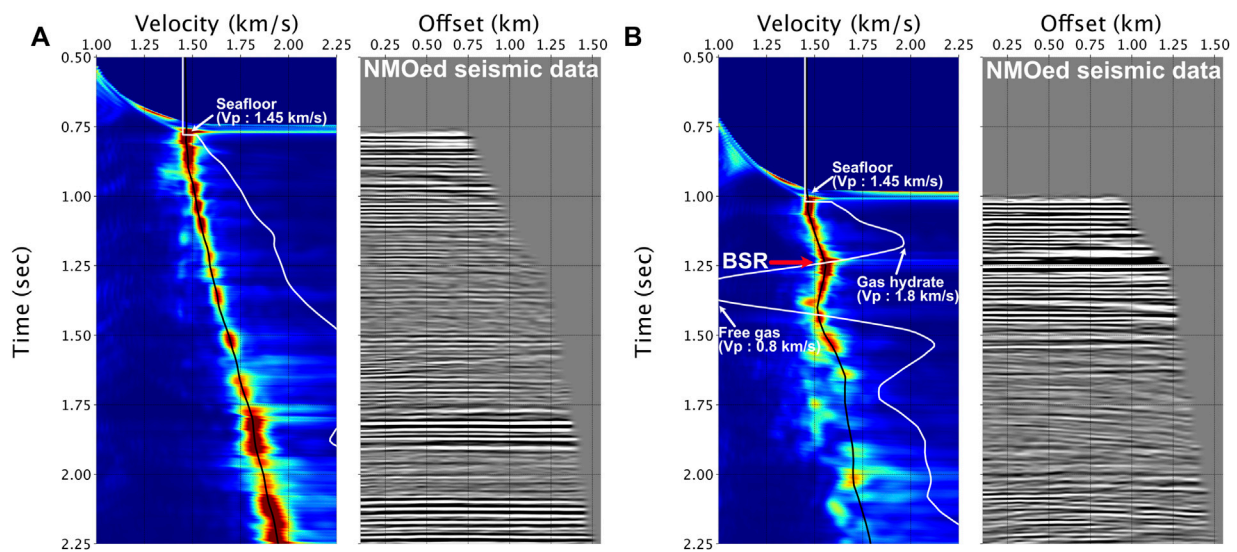 A
Velocity (km/s)
1.00 1.25 1.50 1.75 2.00 2.25
Offset (km)
0.25 0.50 0.75 1.00 1.25 1.50
Time (sec)
0.50
0.75
1.00
1.25
1.50
1.75
2.00
2.25
Seafloor
(Vp : 1.45 km/s)
NMOed seismic data
B
Velocity (km/s)
1.00 1.25 1.50 1.75 2.00 2.25
Offset (km)
0.25 0.50 0.75 1.00 1.25 1.50
Time (sec)
0.50
0.75
1.00
1.25
1.50
1.75
2.00
2.25
Seafloor
(Vp : 1.45 km/s)
BSR
Gas hydrate
(Vp : 1.8 km/s)
Free gas
(Vp : 0.8 km/s)
NMOed seismic data